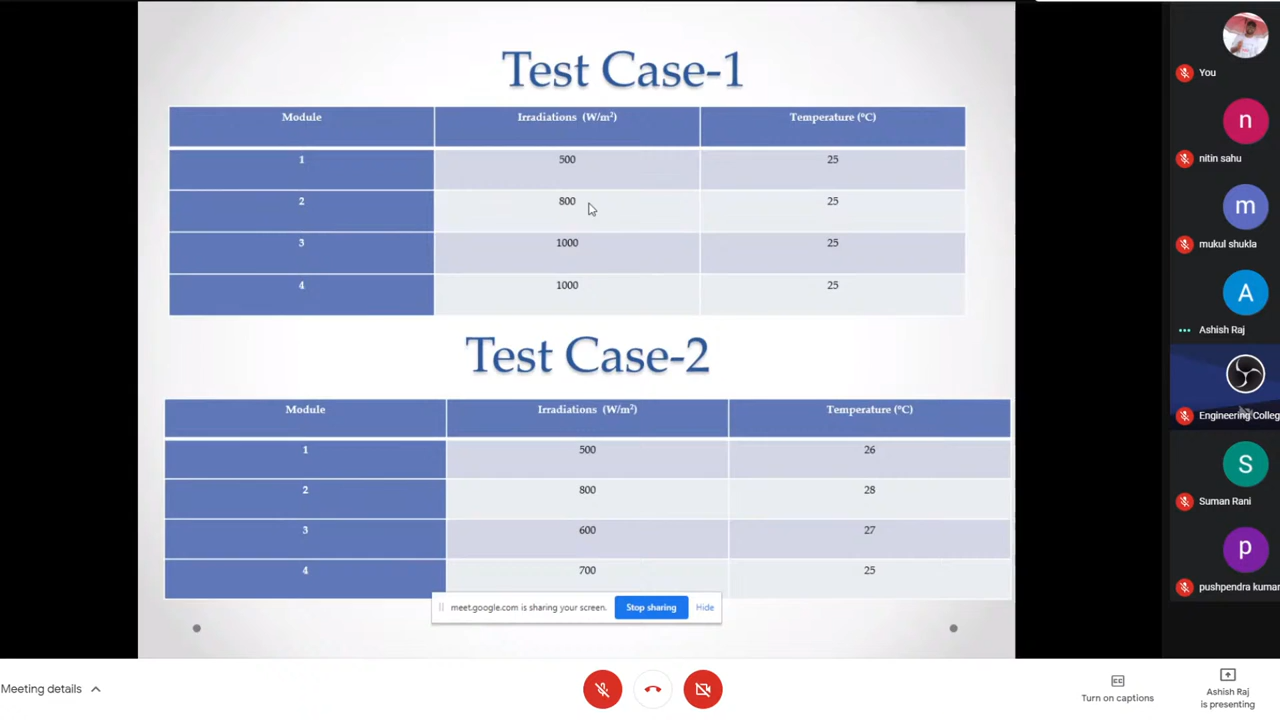 Test Case-1
Module Irradiations (W/m²) Temperature (°C)
1 500 25
2 800 25
3 1000 25
4 1000 25
Test Case-2
Module Irradiations (W/m²) Temperature (°C)
1 500 26
2 800 28
3 600 27
4 700 25
meet.google.com is sharing your screen. Stop sharing Hide
You
n
nitin sahu
m
mukul shukla
A
Ashish Raj
Engineering Colleg
S
Suman Rani
p
pushpendra kumar
Meeting details
CC
Turn on captions
Ashish Raj
is presenting